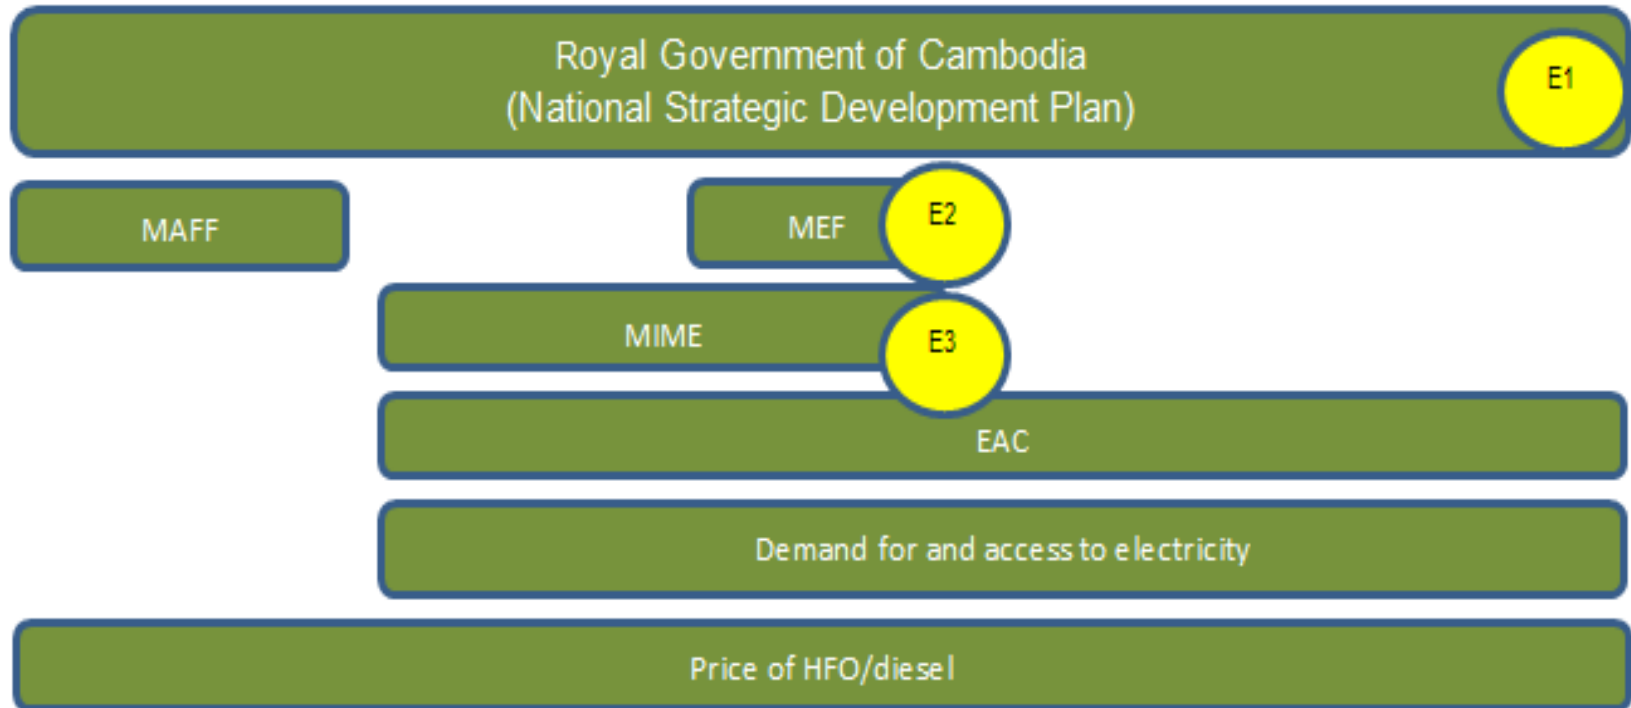 Royal Government of Cambodia
(National Strategic Development Plan)
E1
MAFF
MEF
E2
MIME
E3
EAC
Demand for and access to electricity
Price of HFO/diesel